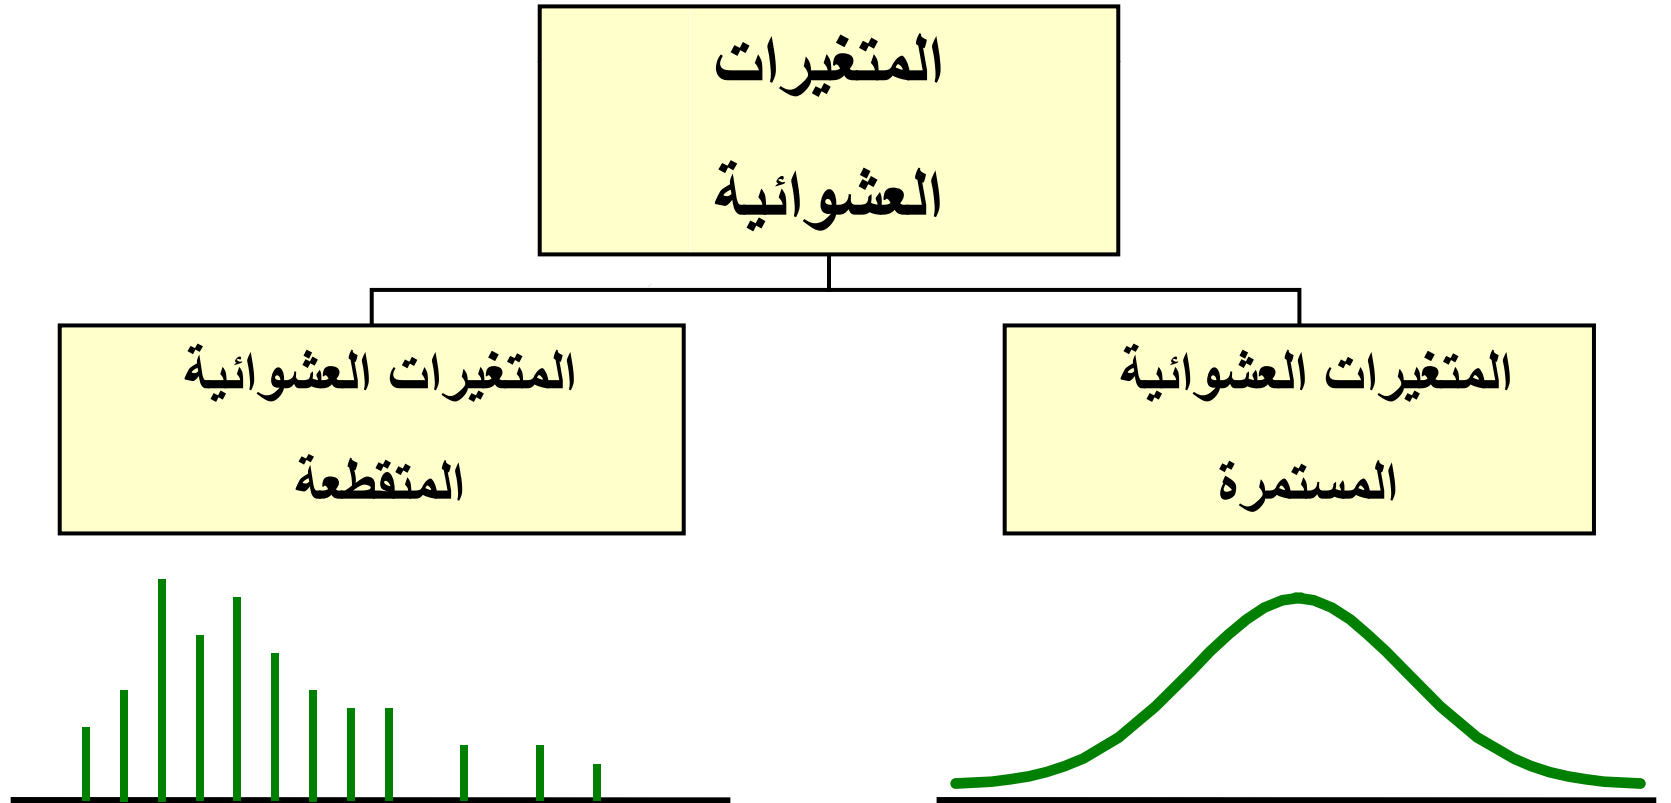 المتغيرات
العشوائية
المتغيرات العشوائية
المستمرة
المتغيرات العشوائية
المتقطعة